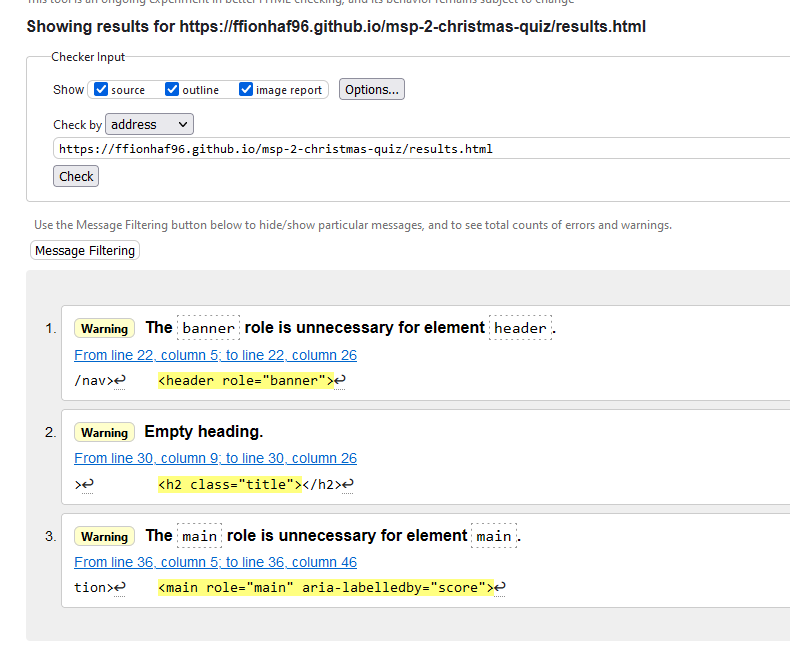 This tool is an ongoing experiment in better HTML checking, and its behavior remains subject to change
Showing results for https://ffionhaf96.github.io/msp-2-christmas-quiz/results.html
Checker Input
Show source outline image report Options...
Check by address
https://ffionhaf96.github.io/msp-2-christmas-quiz/results.html
Check
Use the Message Filtering button below to hide/show particular messages, and to see total counts of errors and warnings.
Message Filtering
1. Warning The banner role is unnecessary for element header.
From line 22, column 5; to line 22, column 26
/nav>↩ <header role="banner">↩
2. Warning Empty heading.
From line 30, column 9; to line 30, column 26
>↩ <h2 class="title"></h2>↩
3. Warning The main role is unnecessary for element main.
From line 36, column 5; to line 36, column 46
tion>↩ <main role="main" aria-labelledby="score">↩